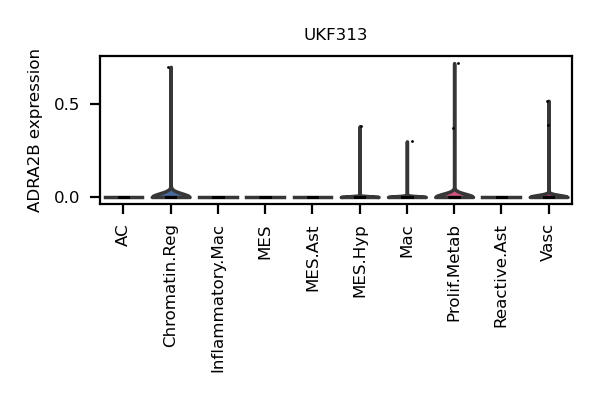 UKF313
ADRA2B expression
0.5
0.0
AC
Chromatin.Reg
Inflammatory.Mac
MES
MES.Ast
MES.Hyp
Mac
Prolif.Metab
Reactive.Ast
Vasc